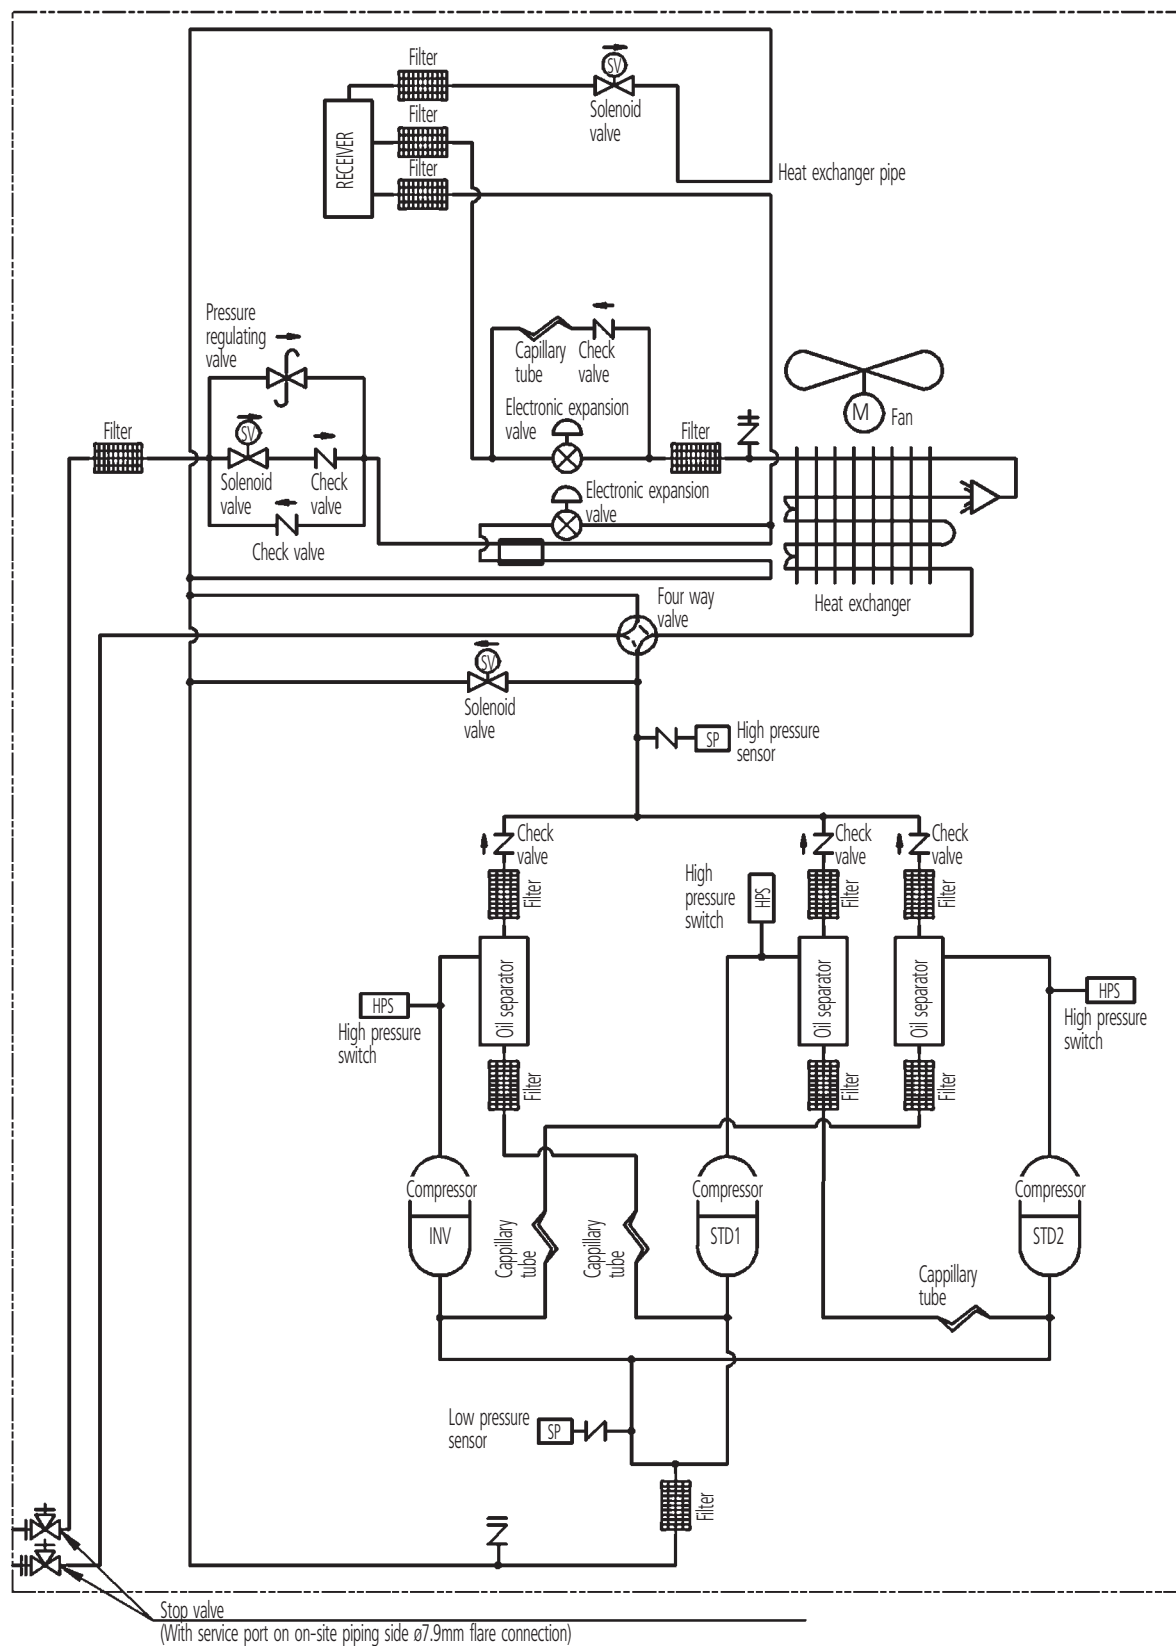 Filter
SV
Solenoid
valve
Filter
RECEIVER
Filter
Heat exchanger pipe
Pressure
regulating
valve
Capillary
tube
Check
valve
Electronic expansion
valve
M
Fan
Filter
SV
Filter
Solenoid
valve
Check
valve
Electronic expansion
valve
Check valve
Heat exchanger
Four way
valve
SV
Solenoid
valve
SP
High pressure
sensor
Check
valve
Check
valve
Check
valve
High
pressure
switch
HPS
Filter
Filter
Filter
Oil separator
Oil separator
Oil separator
HPS
High pressure
switch
HPS
High pressure
switch
Filter
Filter
Filter
Compressor
INV
Cappillary
tube
Cappillary
tube
Compressor
STD1
Compressor
STD2
Cappillary
tube
Low pressure
sensor
SP
Filter
Stop valve
(With service port on on-site piping side ø7.9mm flare connection)